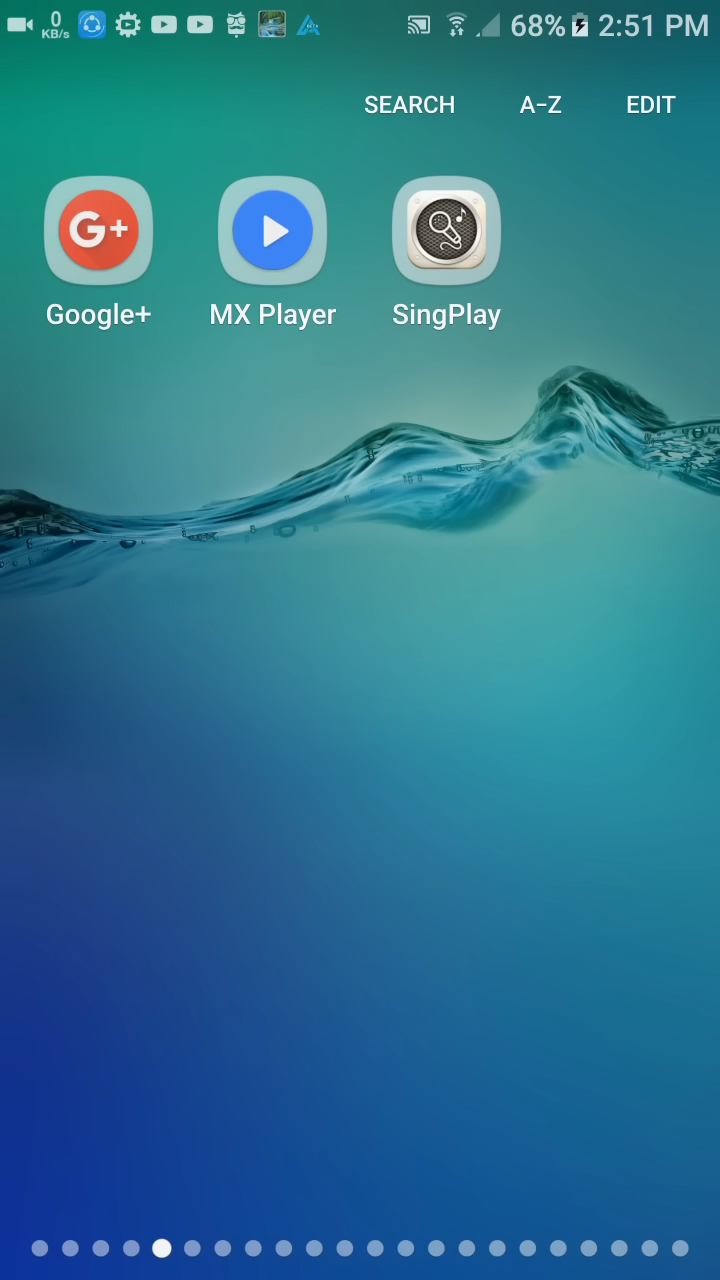 0
KB/s
68% 2:51 PM
SEARCH A-Z EDIT
G+
Google+ MX Player SingPlay